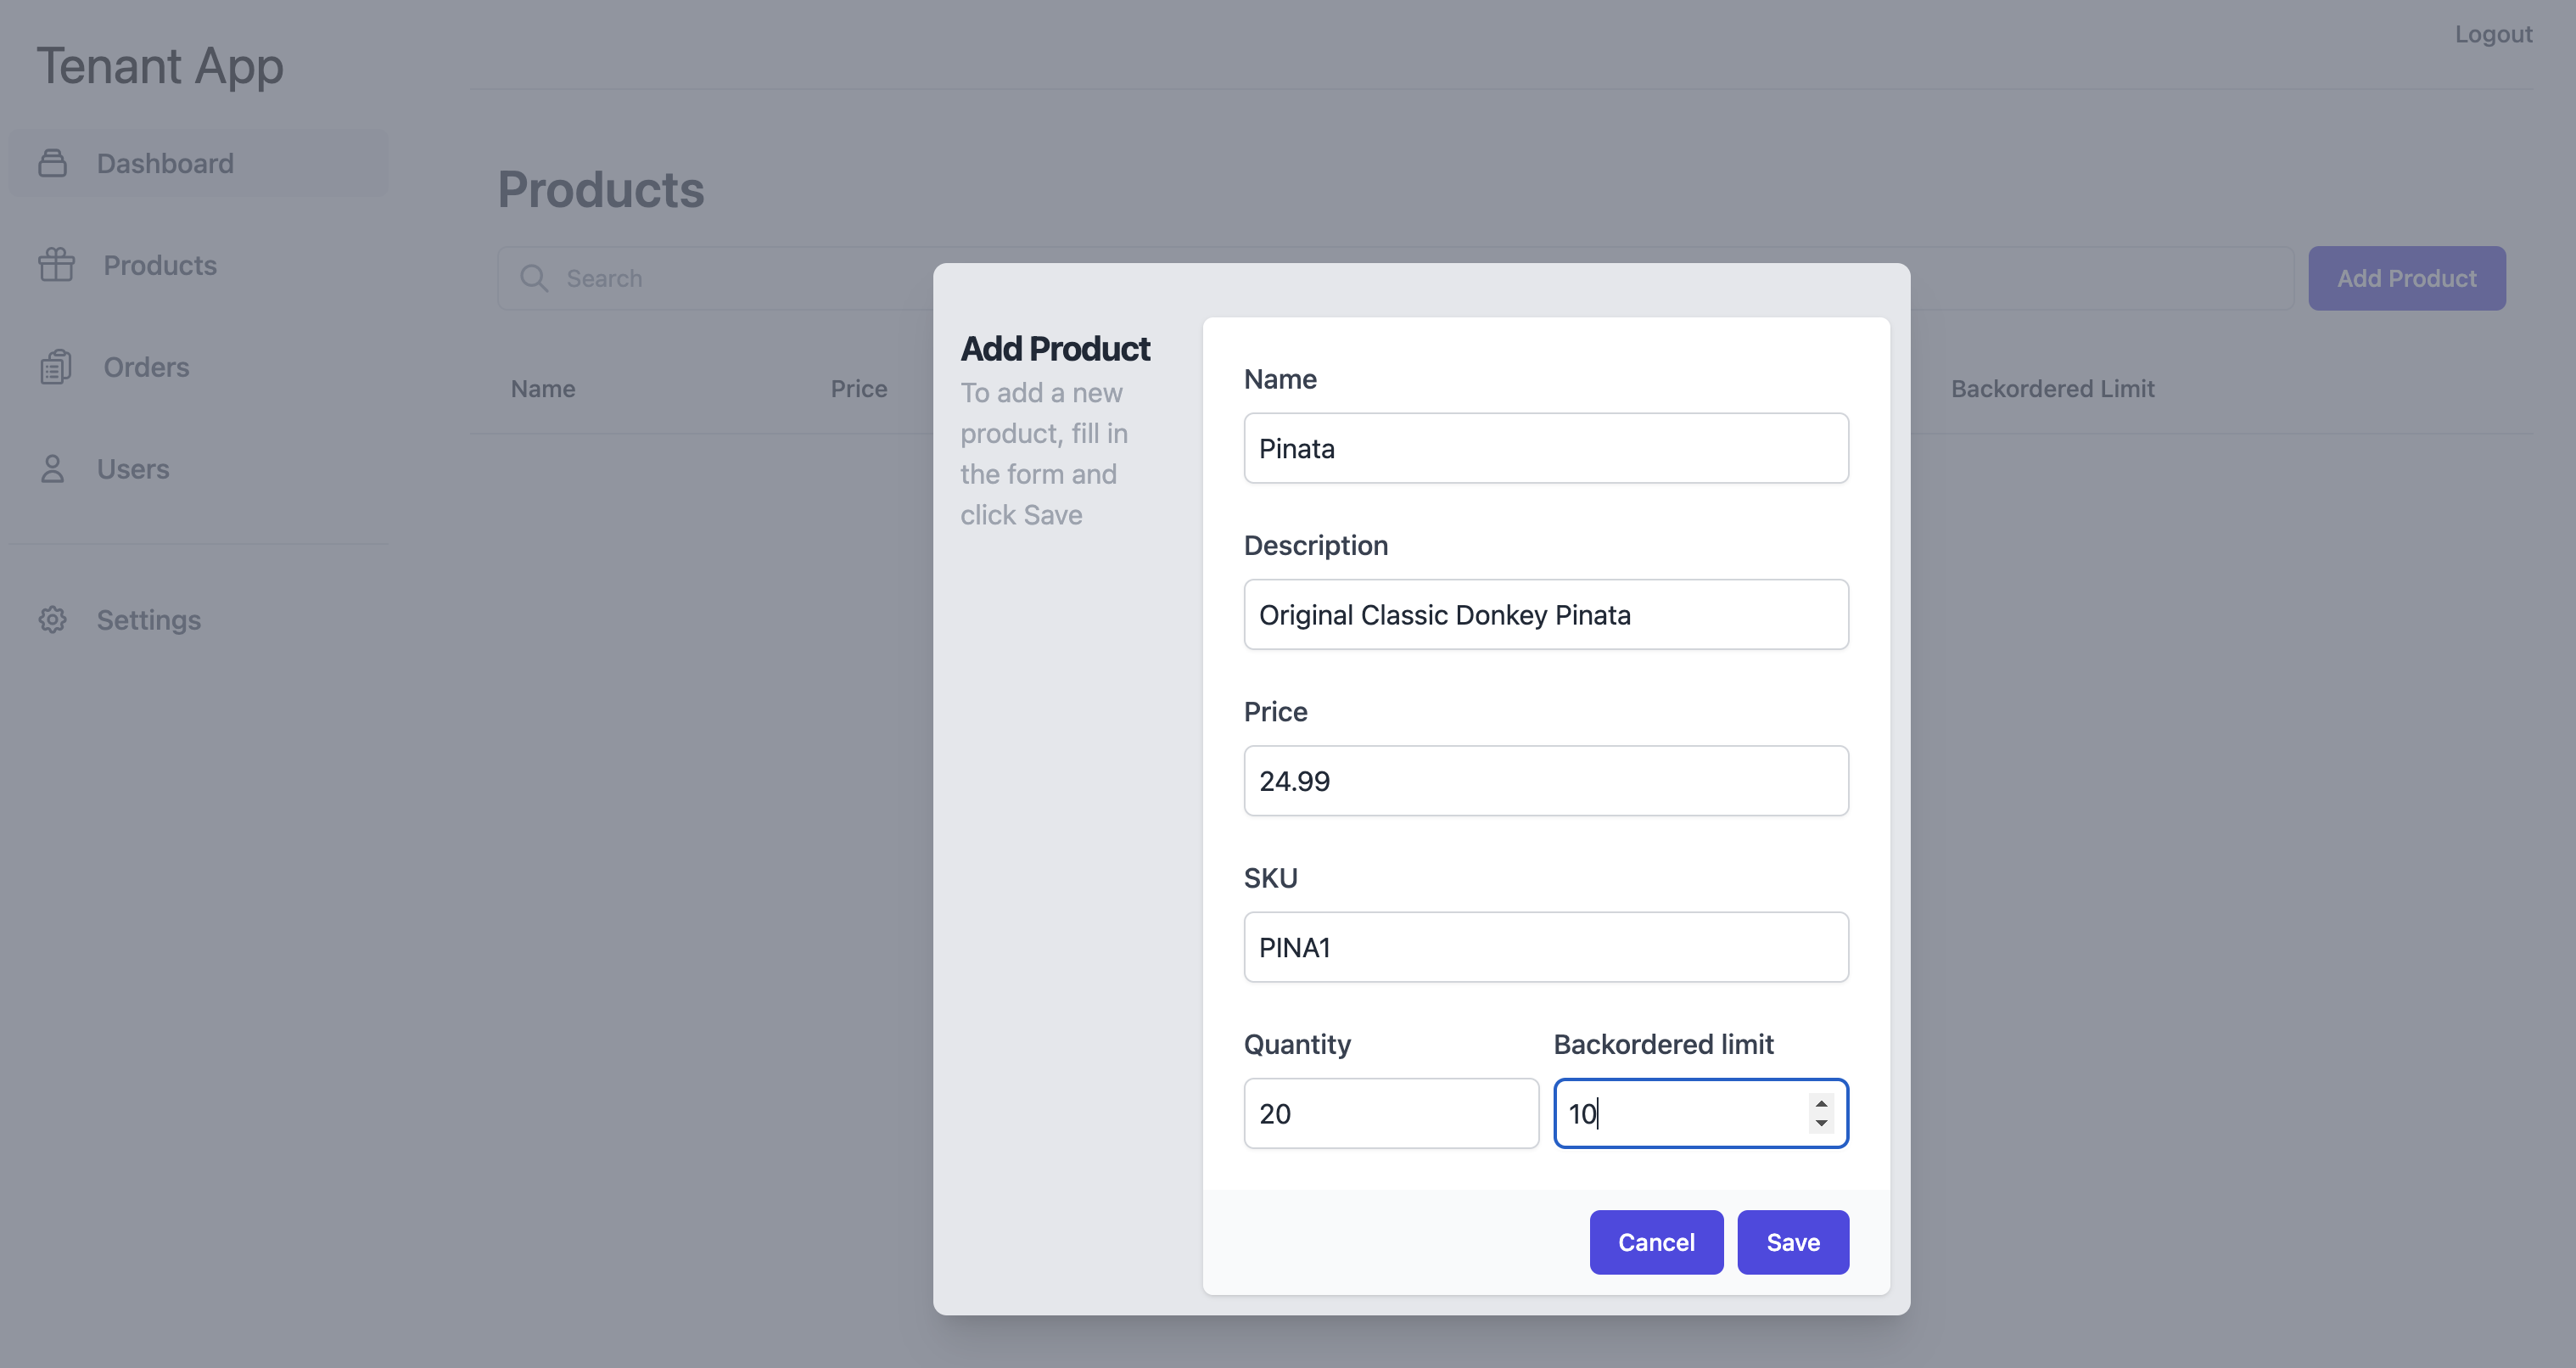 Tenant App
Logout
Dashboard
Products
Orders
Users
Settings
Products
Search
Add Product
Name Price Backordered Limit
Add Product
To add a new
product, fill in
the form and
click Save
Name
Pinata
Description
Original Classic Donkey Pinata
Price
24.99
SKU
PINA1
Quantity Backordered limit
20 10
Cancel Save